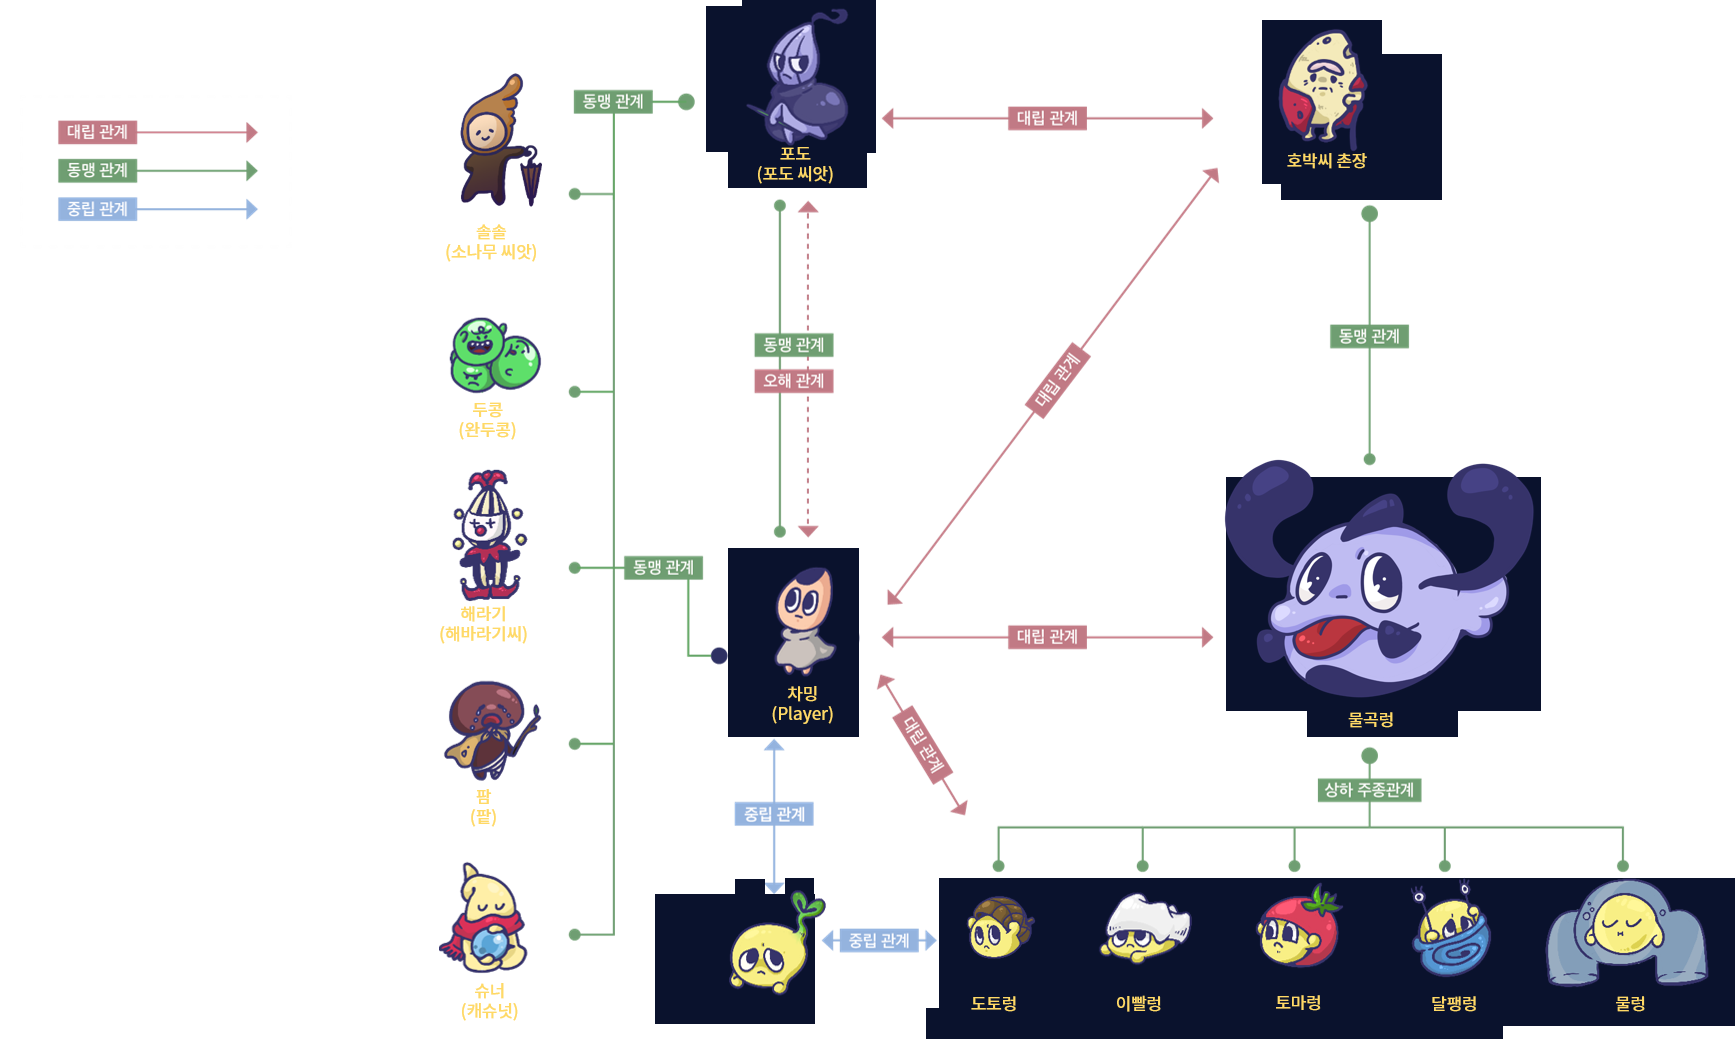 대립 관계
동맹 관계
중립 관계
동맹 관계
포도
(포도 씨앗)
대립 관계
호박씨 촌장
솔솔
(소나무 씨앗)
동맹 관계
오해 관계
대립 관계
동맹 관계
두콩
(완두콩)
동맹 관계
해라기
(해바라기씨)
차밍
(Player)
대립 관계
물곡렁
대립 관계
팜
(팥)
중립 관계
상하 주종관계
슈너
(캐슈넛)
중립 관계
도토렁
이빨렁
토마렁
달팽렁
물렁